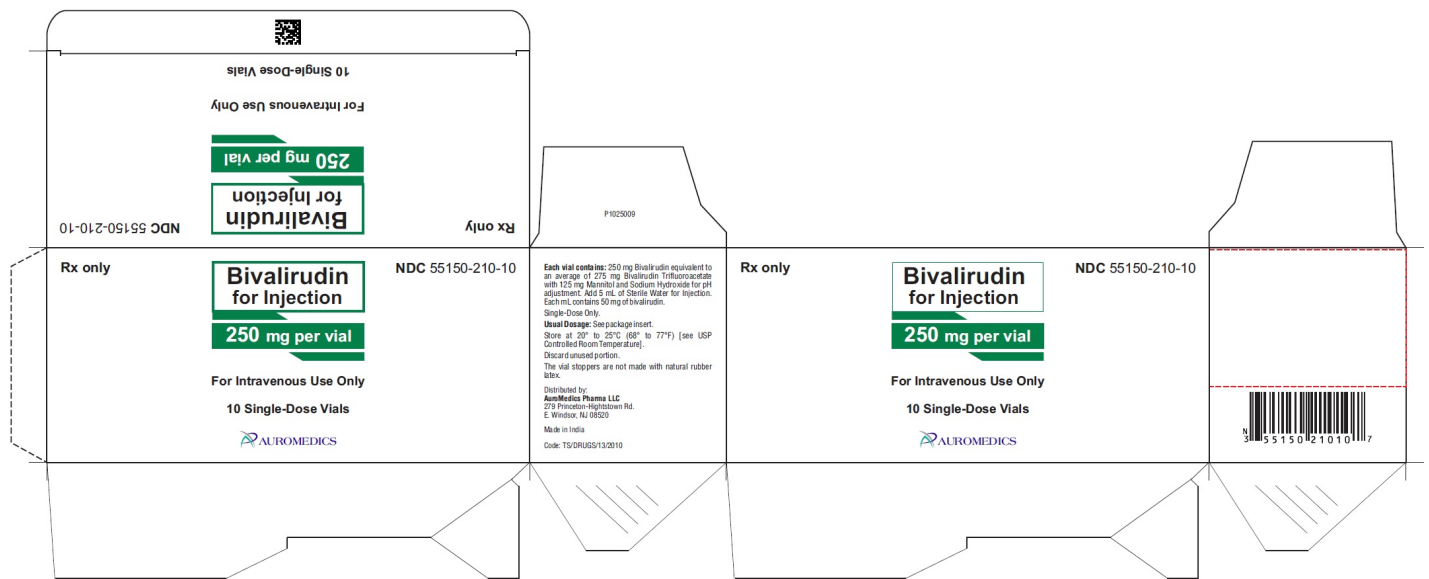 10 Single-Dose Vials
For Intravenous Use Only
250 mg per vial
Bivalirudin
for Injection
Rx only
NDC 55150-210-10
P1025009
Rx only
Bivalirudin
for Injection
NDC 55150-210-10
250 mg per vial
For Intravenous Use Only
10 Single-Dose Vials
AUROMEDICS
Each vial contains: 250 mg Bivalirudin equivalent to
an average of 275 mg Bivalirudin Trifluoroacetate
with 125 mg Mannitol and Sodium Hydroxide for pH
adjustment. Add 5 mL of Sterile Water for Injection.
Each mL contains 50 mg of bivalirudin.
Single-Dose Only.
Usual Dosage: See package insert.
Store at 20° to 25°C (68° to 77°F) [see USP
Controlled Room Temperature].
Discard unused portion.
The vial stoppers are not made with natural rubber
latex.
Distributed by:
AuroMedics Pharma LLC
279 Princeton-Hightstown Rd.
E. Windsor, NJ 08520
Made in India
Code: TS/DRUGS/13/2010
Rx only
Bivalirudin
for Injection
NDC 55150-210-10
250 mg per vial
For Intravenous Use Only
10 Single-Dose Vials
AUROMEDICS
N
3 55150 21010 7